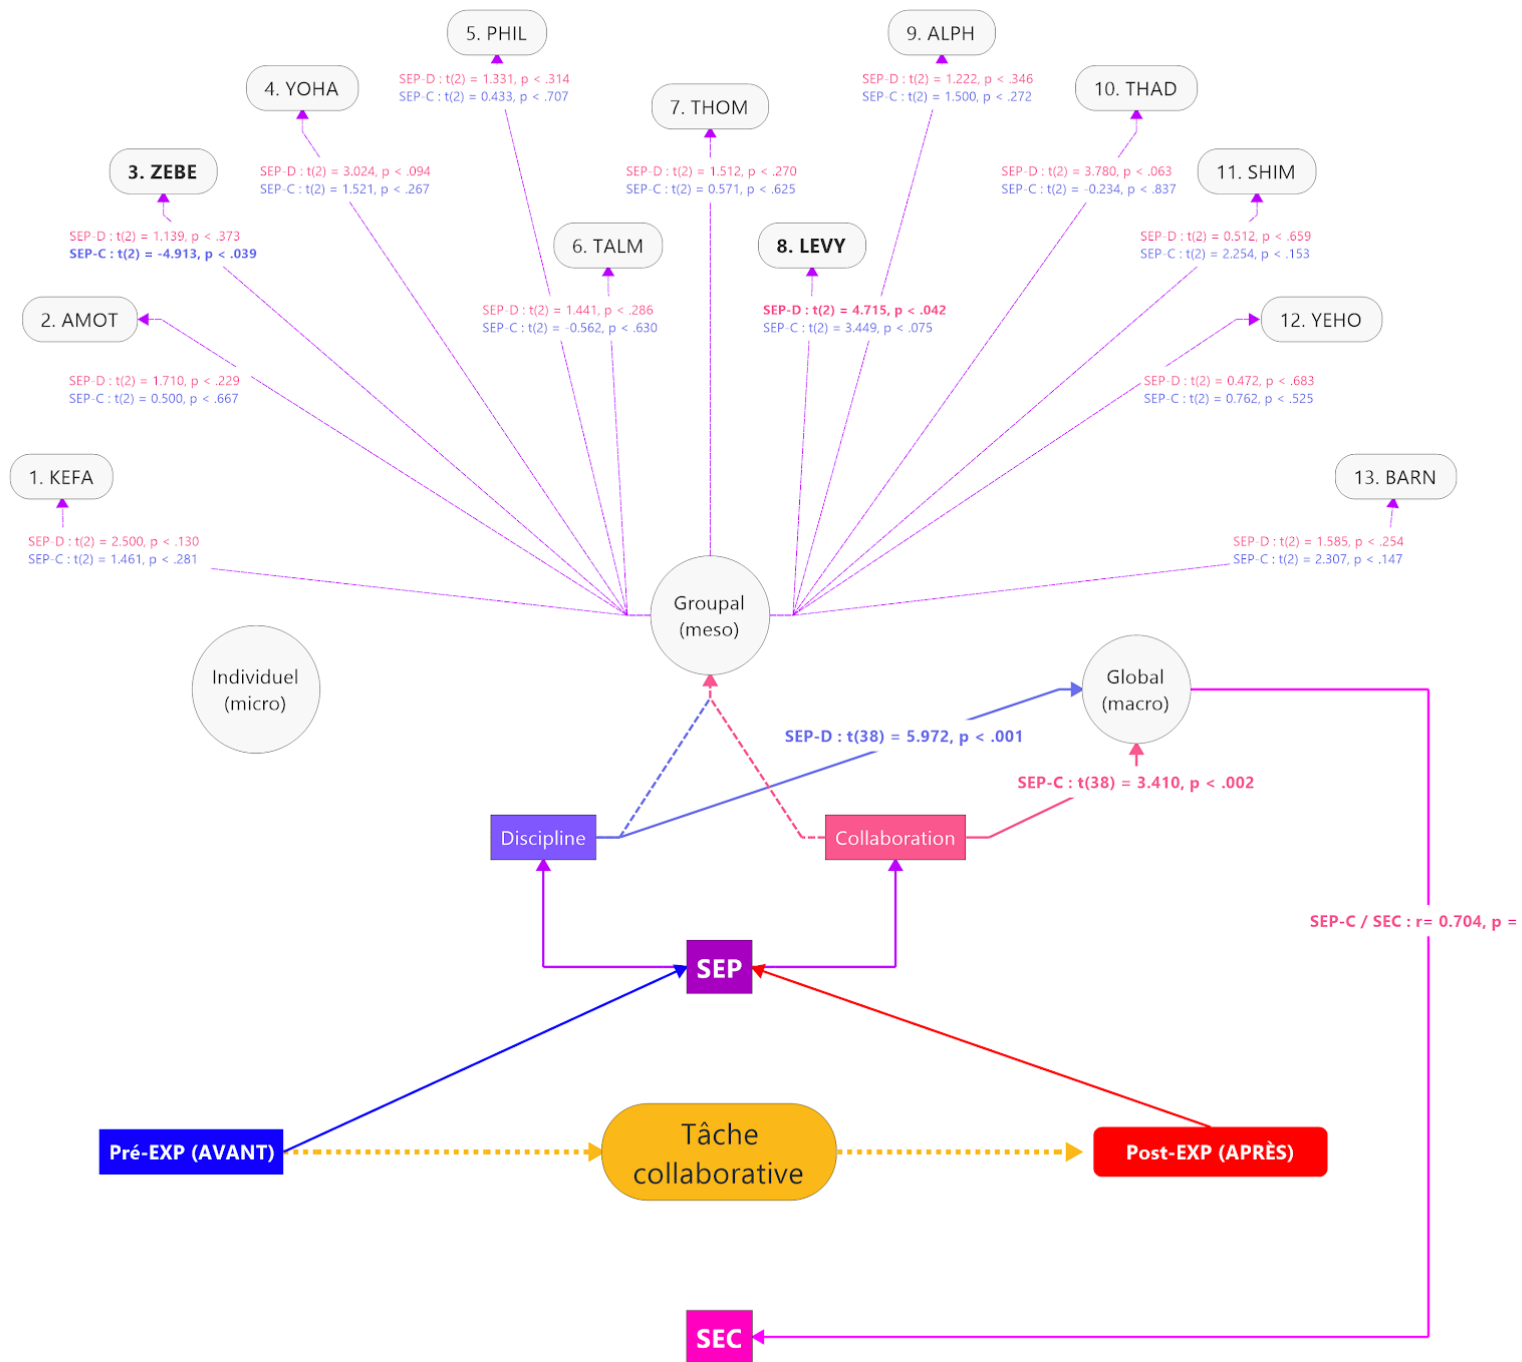 5. PHIL
SEP-D : t(2) = 1.331, p < .314
SEP-C : t(2) = 0.433, p < .707
9. ALPH
SEP-D : t(2) = 1.222, p < .346
SEP-C : t(2) = 1.500, p < .272
4. YOHA
SEP-D : t(2) = 3.024, p < .094
SEP-C : t(2) = 1.521, p < .267
7. THOM
SEP-D : t(2) = 1.512, p < .270
SEP-C : t(2) = 0.571, p < .625
10. THAD
SEP-D : t(2) = 3.780, p < .063
SEP-C : t(2) = -0.234, p < .837
3. ZEBE
SEP-D : t(2) = 1.139, p < .373
SEP-C : t(2) = -4.913, p < .039
11. SHIM
SEP-D : t(2) = 0.512, p < .659
SEP-C : t(2) = 2.254, p < .153
6. TALM
SEP-D : t(2) = 1.441, p < .286
SEP-C : t(2) = -0.562, p < .630
8. LEVY
SEP-D : t(2) = 4.715, p < .042
SEP-C : t(2) = 3.449, p < .075
2. AMOT
SEP-D : t(2) = 1.710, p < .229
SEP-C : t(2) = 0.500, p < .667
12. YEHO
SEP-D : t(2) = 0.472, p < .683
SEP-C : t(2) = 0.762, p < .525
1. KEFA
SEP-D : t(2) = 2.500, p < .130
SEP-C : t(2) = 1.461, p < .281
13. BARN
SEP-D : t(2) = 1.585, p < .254
SEP-C : t(2) = 2.307, p < .147
Groupal
(meso)
Individuel
(micro)
Global
(macro)
SEP-D : t(38) = 5.972, p < .001
SEP-C : t(38) = 3.410, p < .002
Discipline
Collaboration
SEP-C / SEC : r= 0.704, p =
SEP
Pré-EXP (AVANT)
Tâche
collaborative
Post-EXP (APRÈS)
SEC